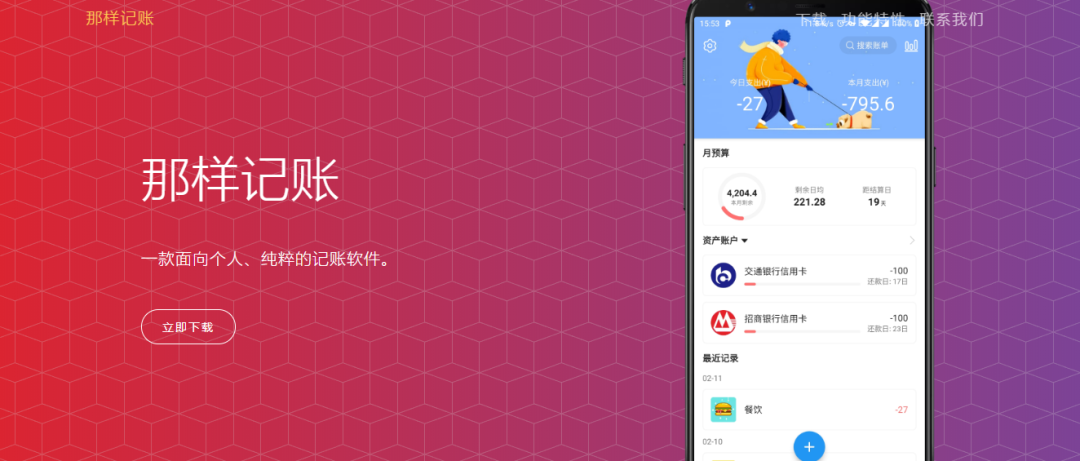 那样记账
下载 功能特性 联系我们
那样记账
一款面向个人、纯粹的记账软件。
立即下载
15:53
搜索账单
今日支出(¥) 本月支出(¥)
-27 -795.6
月预算
4,204.4
本月剩余
剩余日均 距结算日
221.28 19天
资产账户
交通银行信用卡 -100
还款日: 17日
招商银行信用卡 -100
还款日: 23日
最近记录
02-11
餐饮 -27
02-10